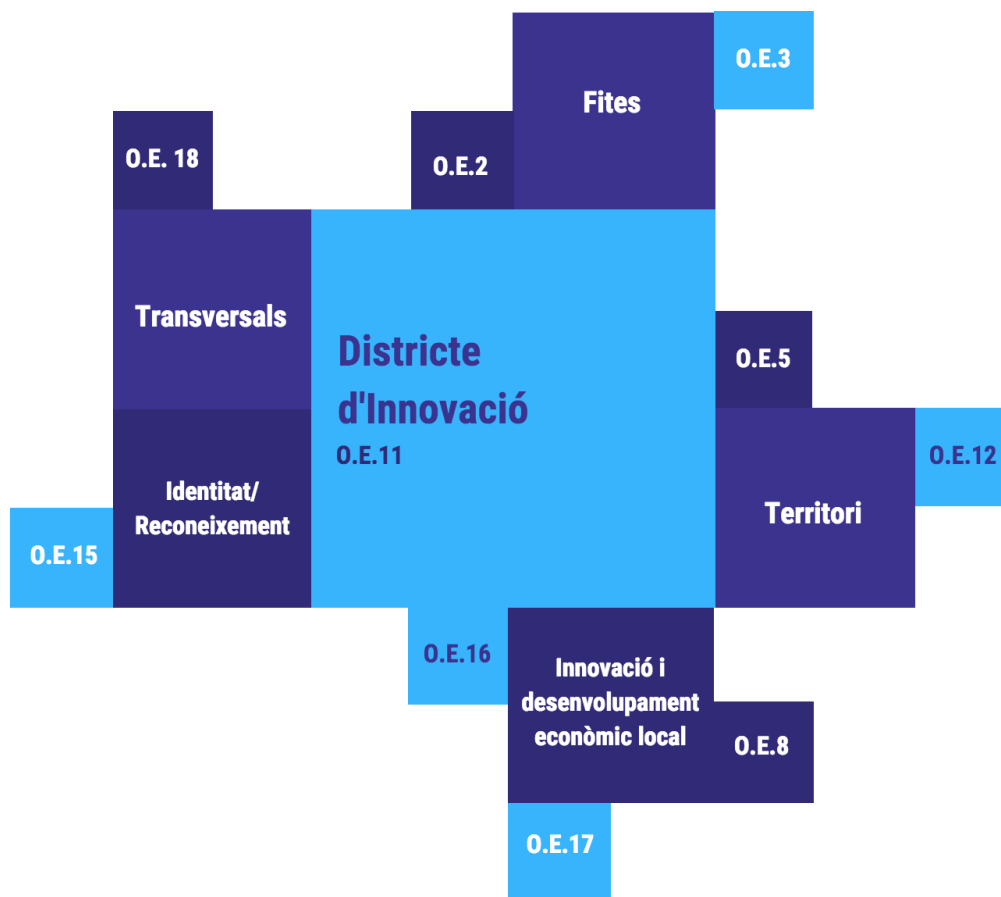 O.E.3
Fites
O.E. 18
O.E.2
Transversals
Districte
d'Innovació
O.E.11
O.E.5
O.E.12
Identitat/
Reconeixement
Territori
O.E.15
O.E.16
Innovació i
desenvolupament
econòmic local
O.E.8
O.E.17